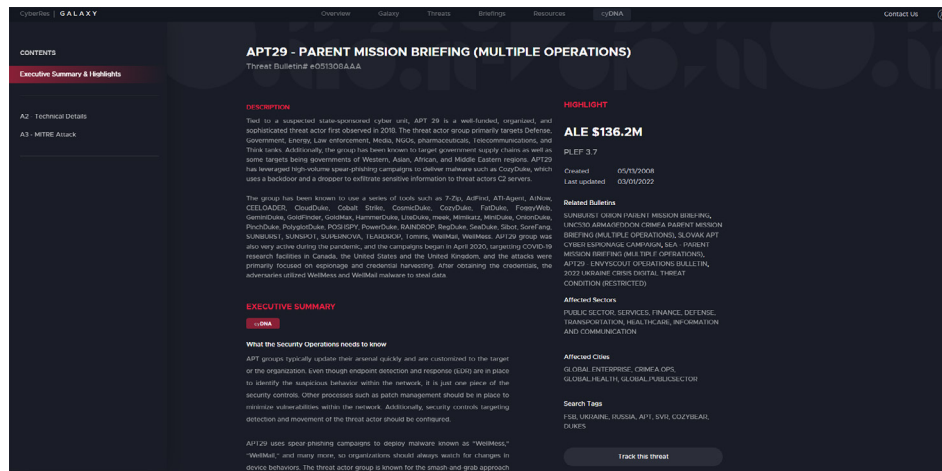 CyberRes | GALAXY
Overview
Galaxy
Threats
Briefings
Resources
cyDNA
Contact Us
CONTENTS
Executive Summary & Highlights
A2 - Technical Details
A3 - MITRE Attack
APT29 - PARENT MISSION BRIEFING (MULTIPLE OPERATIONS)
Threat Bulletin# e051308AAA
DESCRIPTION
Tied to a suspected state-sponsored cyber unit, APT 29 is a well-funded, organized, and
sophisticated threat actor first observed in 2018. The threat actor group primarily targets Defense,
Government, Energy, Law enforcement, Media, NGOs, pharmaceuticals, Telecommunications, and
Think tanks. Additionally, the group has been known to target government supply chains as well as
some targets being governments of Western, Asian, African, and Middle Eastern regions. APT29
has leveraged high-volume spear-phishing campaigns to deliver malware such as CozyDuke, which
uses a backdoor and a dropper to exfiltrate sensitive information to threat actors C2 servers.
The group has been known to use a series of tools such as 7-Zip, AdFind, ATI-Agent, AtNow,
CEELOADER, CloudDuke, Cobalt Strike, CosmicDuke, CozyDuke, FatDuke, FoggyWeb,
GeminiDuke, GoldFinder, GoldMax, HammerDuke, LiteDuke, meek, Mimikatz, MiniDuke, OnionDuke,
PinchDuke, PolyglotDuke, POSHSPY, PowerDuke, RAINDROP, RegDuke, SeaDuke, Sibot, SoreFang,
SUNBURST, SUNSPOT, SUPERNOVA, TEARDROP, Tomiris, WellMail, WellMess. APT29 group was
also very active during the pandemic, and the campaigns began in April 2020, targeting COVID-19
research facilities in Canada, the United States and the United Kingdom, and the attacks were
primarily focused on espionage and credential harvesting. After obtaining the credentials, the
adversaries utilized WellMess and WellMail malware to steal data.
EXECUTIVE SUMMARY
cyDNA
What the Security Operations needs to know
APT groups typically update their arsenal quickly and are customized to the target
or the organization. Even though endpoint detection and response (EDR) are in place
to identify the suspicious behavior within the network, it is just one piece of the
security controls. Other processes such as patch management should be in place to
minimize vulnerabilities within the network. Additionally, security controls targeting
detection and movement of the threat actor should be configured.
APT29 uses spear-phishing campaigns to deploy malware known as "WellMess,"
"WellMail," and many more, so organizations should always watch for changes in
device behaviors. The threat actor group is known for the smash-and-grab approach
HIGHLIGHT
ALE $136.2M
PLEF 3.7
Created 05/13/2008
Last updated 03/01/2022
Related Bulletins
SUNBURST ORION PARENT MISSION BRIEFING,
UNC530 ARMAGEDDON CRIMEA PARENT MISSION
BRIEFING (MULTIPLE OPERATIONS), SLOVAK APT
CYBER ESPIONAGE CAMPAIGN, SEA - PARENT
MISSION BRIEFING (MULTIPLE OPERATIONS),
APT29 - ENVYSCOUT OPERATIONS BULLETIN,
2022 UKRAINE CRISIS DIGITAL THREAT
CONDITION (RESTRICTED)
Affected Sectors
PUBLIC SECTOR, SERVICES, FINANCE, DEFENSE,
TRANSPORTATION, HEALTHCARE, INFORMATION
AND COMMUNICATION
Affected Cities
GLOBAL.ENTERPRISE, CRIMEA OPS,
GLOBAL.HEALTH, GLOBAL.PUBLICSECTOR
Search Tags
FSB, UKRAINE, RUSSIA, APT, SVR, COZYBEAR,
DUKES
Track this threat